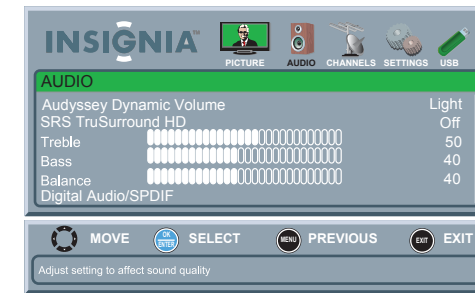 INSIGNIA
PICTURE AUDIO CHANNELS SETTINGS USB
AUDIO
Audyssey Dynamic Volume Light
SRS TruSurround HD Off
Treble 50
Bass 40
Balance 40
Digital Audio/SPDIF
MOVE OK ENTER SELECT MENU PREVIOUS EXIT EXIT
Adjust setting to affect sound quality